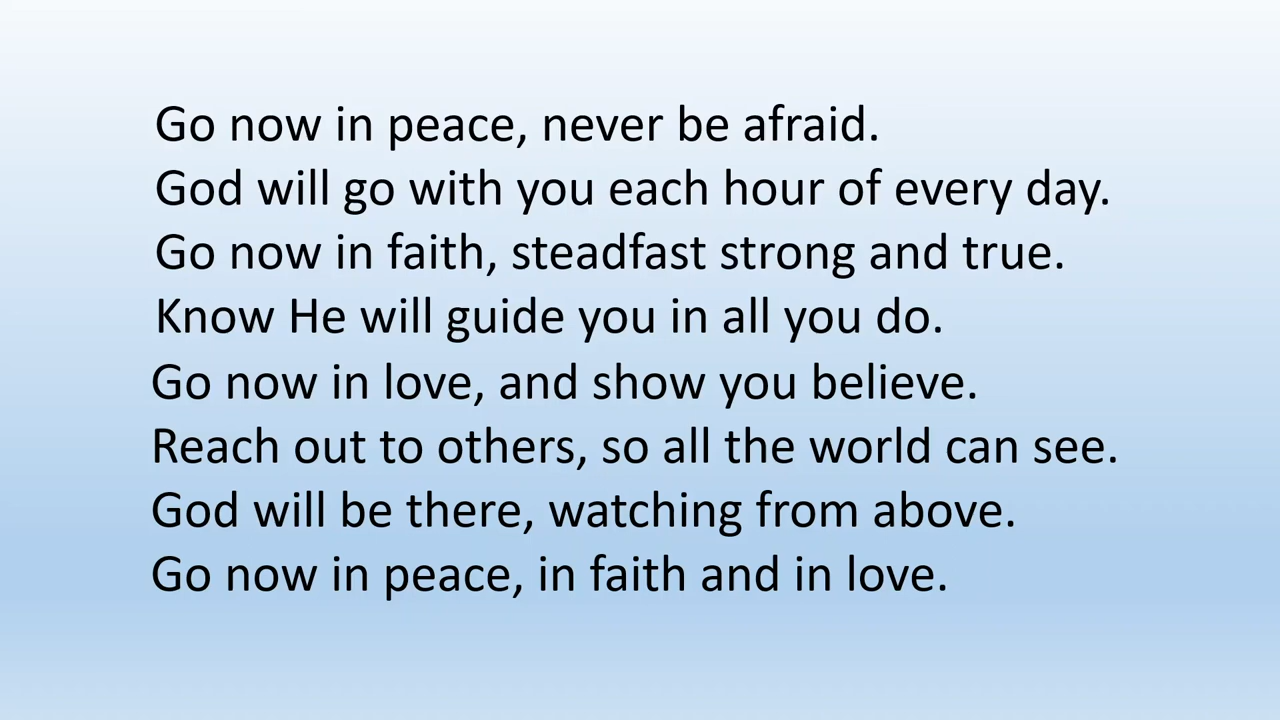 Go now in peace, never be afraid.
God will go with you each hour of every day.
Go now in faith, steadfast strong and true.
Know He will guide you in all you do.
Go now in love, and show you believe.
Reach out to others, so all the world can see.
God will be there, watching from above.
Go now in peace, in faith and in love.